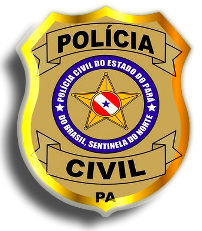 POLÍCIA
POLÍCIA CIVIL DO ESTADO DO PARÁ
DO BRASIL, SENTINELA DO NORTE
CIVIL
PA